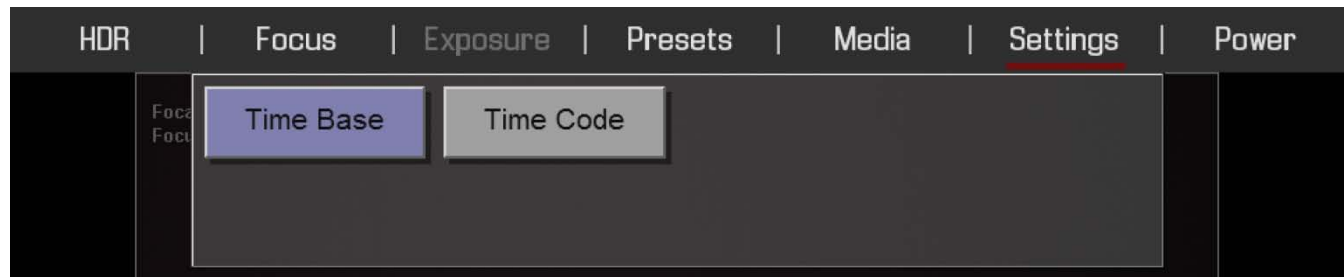 HDR | Focus | Exposure | Presets | Media | Settings | Power
Time Base Time Code